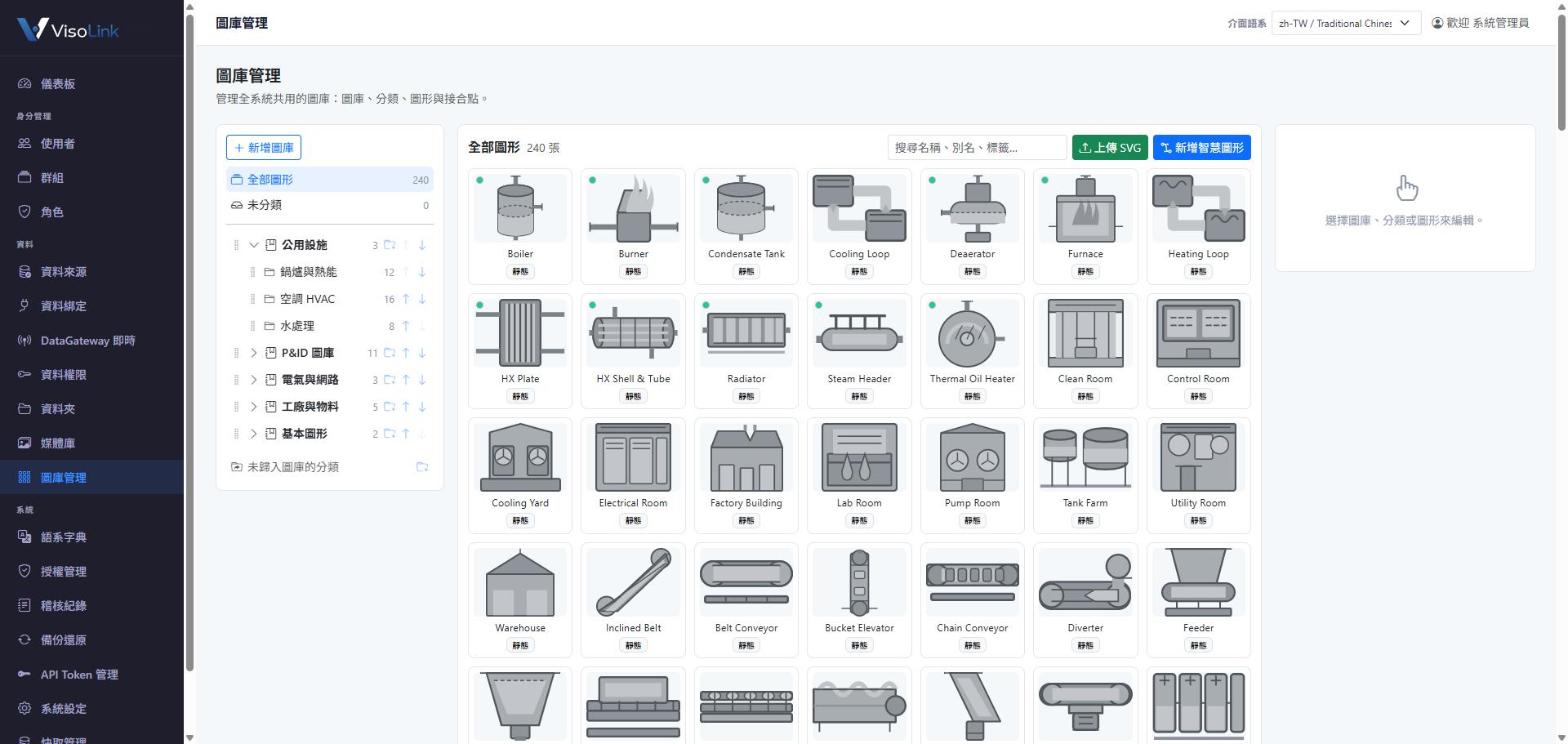 VisoLink
儀表板
身分管理
使用者
群組
角色
資料
資料來源
資料綁定
DataGateway 即時
資料權限
資料夾
媒體庫
圖庫管理
系統
語系字典
授權管理
稽核紀錄
備份還原
API Token 管理
系統設定
快取管理
圖庫管理
介面語系 zh-TW / Traditional Chines 歡迎 系統管理員
圖庫管理
管理全系統共用的圖庫：圖庫、分類、圖形與接合點。
+ 新增圖庫
全部圖形 240
未分類 0
公用設施 3
鍋爐與熱能 12
空調 HVAC 16
水處理 8
P&ID 圖庫 11
電氣與網路 3
工廠與物料 5
基本圖形 2
未歸入圖庫的分類
全部圖形 240 張 搜尋名稱、別名、標籤... 上傳 SVG 新增智慧圖形
Boiler Burner Condensate Tank Cooling Loop Deaerator Furnace Heating Loop
靜態 靜態 靜態 靜態 靜態 靜態 靜態
HX Plate HX Shell & Tube Radiator Steam Header Thermal Oil Heater Clean Room Control Room
靜態 靜態 靜態 靜態 靜態 靜態 靜態
Cooling Yard Electrical Room Factory Building Lab Room Pump Room Tank Farm Utility Room
靜態 靜態 靜態 靜態 靜態 靜態 靜態
Warehouse Inclined Belt Belt Conveyor Bucket Elevator Chain Conveyor Diverter Feeder
靜態 靜態 靜態 靜態 靜態 靜態 靜態
選擇圖庫、分類或圖形來編輯。